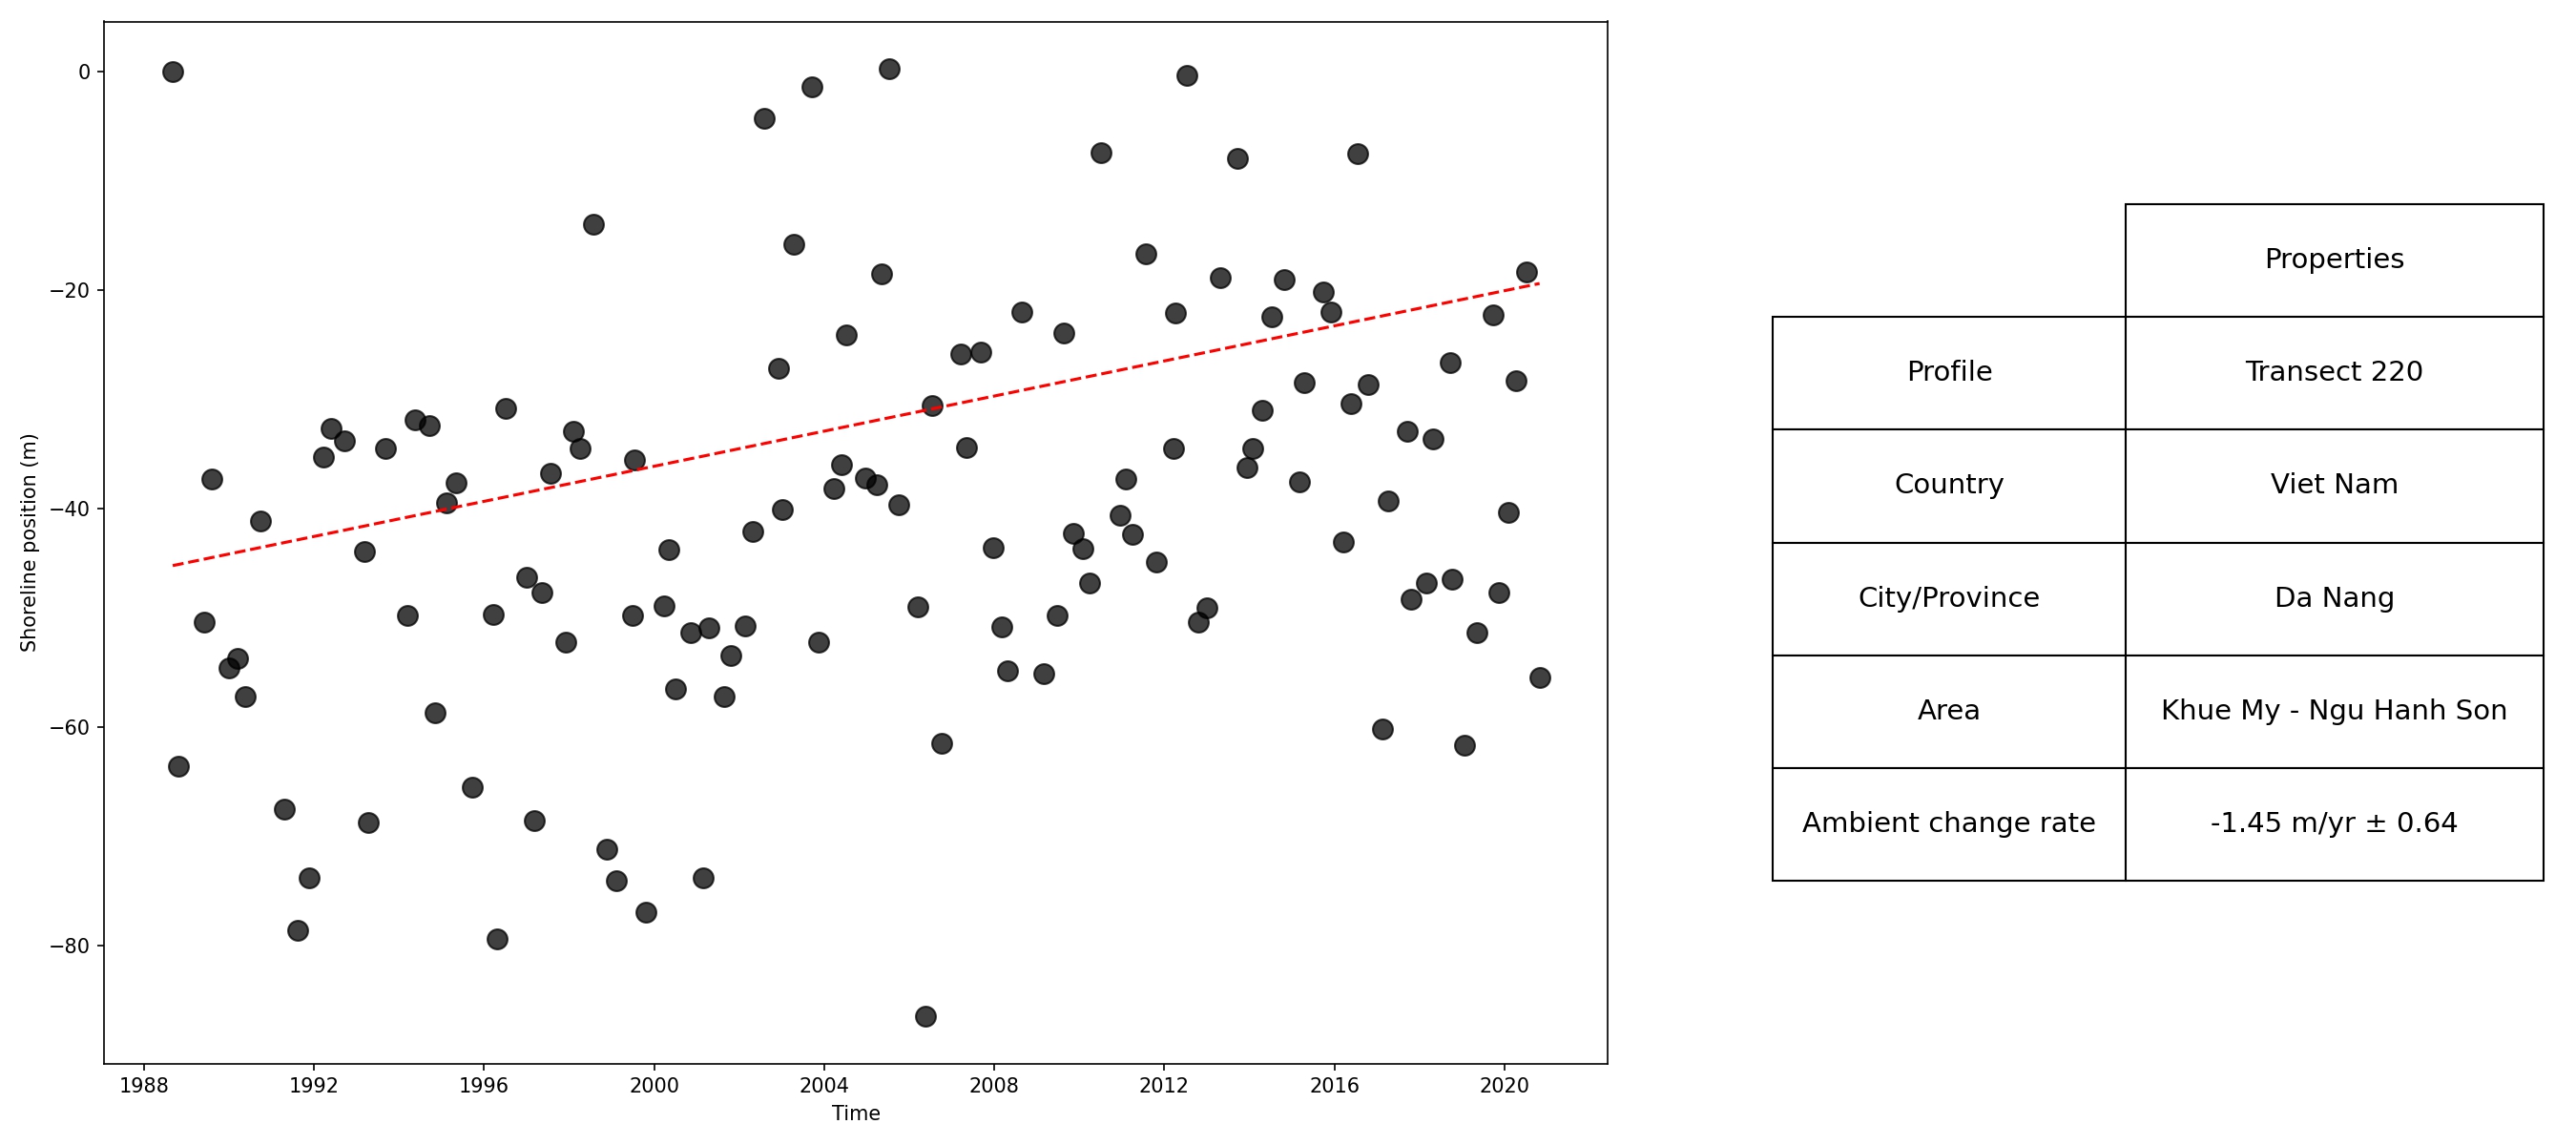 0
−20
−40
−60
−80
Shoreline position (m)
1988 1992 1996 2000 2004 2008 2012 2016 2020
Time
Properties
Profile Transect 220
Country Viet Nam
City/Province Da Nang
Area Khue My - Ngu Hanh Son
Ambient change rate -1.45 m/yr ± 0.64